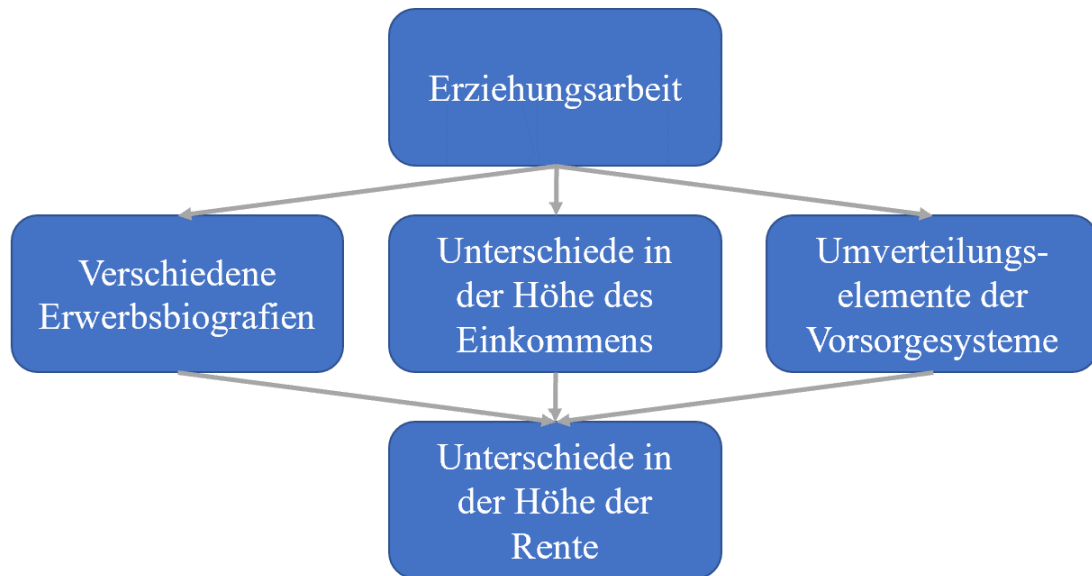 Erziehungsarbeit
Verschiedene
Erwerbsbiografien
Unterschiede in
der Höhe des
Einkommens
Umverteilungs-
elemente der
Vorsorgesysteme
Unterschiede in
der Höhe der
Rente